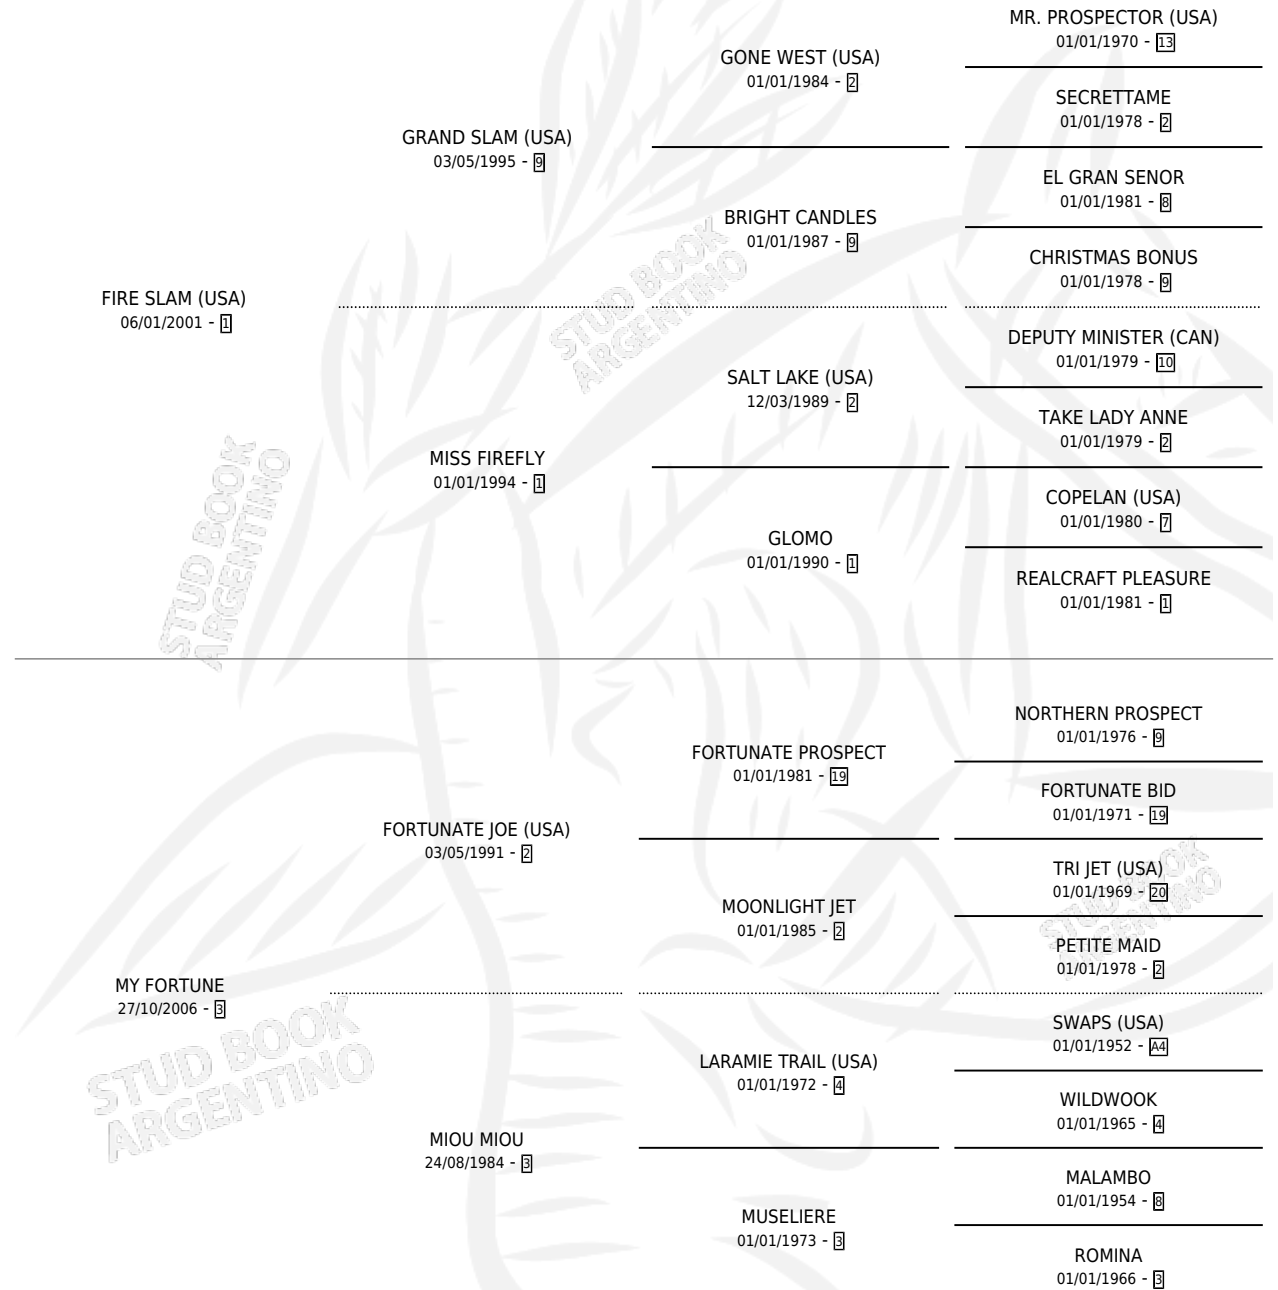 MR. PROSPECTOR (USA)
01/01/1970 - 13
GONE WEST (USA)
01/01/1984 - 2
SECRETTAME
01/01/1978 - 2
GRAND SLAM (USA)
03/05/1995 - 9
EL GRAN SENOR
01/01/1981 - 8
BRIGHT CANDLES
01/01/1987 - 9
CHRISTMAS BONUS
01/01/1978 - 9
FIRE SLAM (USA)
06/01/2001 - 1
STUD BOOK
ARGENTINO
DEPUTY MINISTER (CAN)
01/01/1979 - 10
SALT LAKE (USA)
12/03/1989 - 2
TAKE LADY ANNE
01/01/1979 - 2
MISS FIREFLY
01/01/1994 - 1
COPELAN (USA)
01/01/1980 - 7
GLOMO
01/01/1990 - 1
REALCRAFT PLEASURE
01/01/1981 - 1
STUD BOOK
ARGENTINO
NORTHERN PROSPECT
01/01/1976 - 9
FORTUNATE PROSPECT
01/01/1981 - 19
FORTUNATE BID
01/01/1971 - 19
FORTUNATE JOE (USA)
03/05/1991 - 2
TRI JET (USA)
01/01/1969 - 20
MOONLIGHT JET
01/01/1985 - 2
STUD BOOK
ARGENTINO
PETITE MAID
01/01/1978 - 2
MY FORTUNE
27/10/2006 - 3
SWAPS (USA)
01/01/1952 - A4
LARAMIE TRAIL (USA)
01/01/1972 - 4
WILDWOOK
01/01/1965 - 4
STUD BOOK
ARGENTINO
MIOU MIOU
24/08/1984 - 3
MALAMBO
01/01/1954 - 8
MUSELIERE
01/01/1973 - 3
ROMINA
01/01/1966 - 3